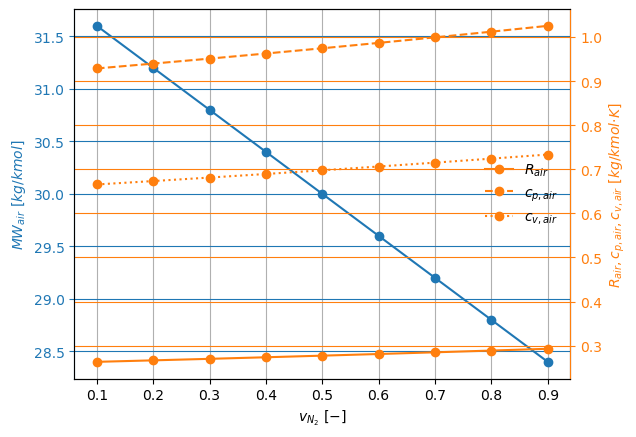 31.5
31.0
30.5
30.0
29.5
29.0
28.5
MW_air [kg/kmol]
1.0
0.9
0.8
0.7
0.6
0.5
0.4
0.3
R_air, c_p,air, c_v,air [kg/kmol·K]
R_air
c_p,air
c_v,air
0.1 0.2 0.3 0.4 0.5 0.6 0.7 0.8 0.9
v_N₂ [−]